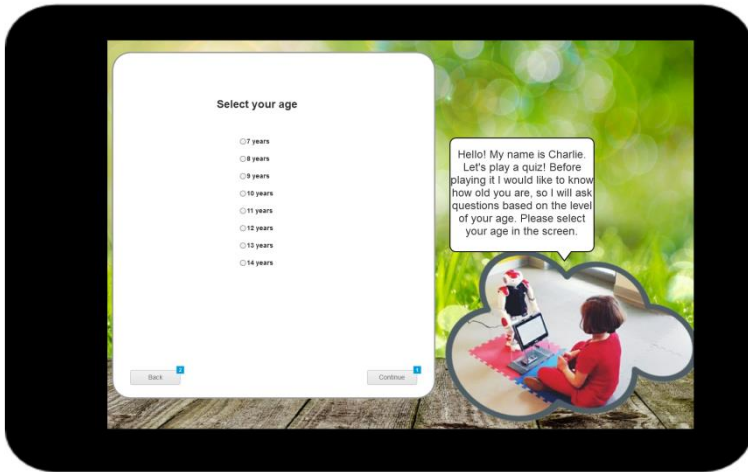 Select your age
7 years
8 years
9 years
10 years
11 years
12 years
13 years
14 years
Back
2
Continue
1
Hello! My name is Charlie.
Let's play a quiz! Before
playing it I would like to know
how old you are, so I will ask
questions based on the level
of your age. Please select
your age in the screen.